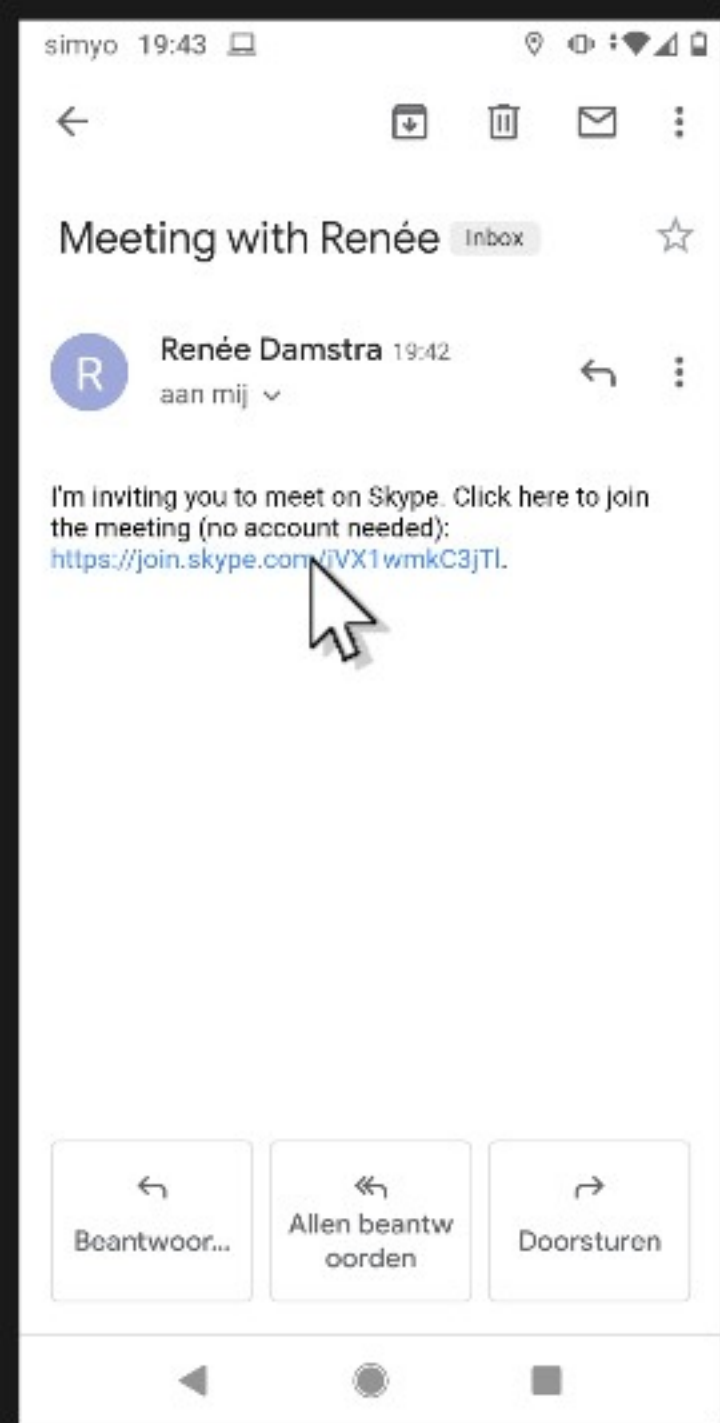 simyo 19:43
Meeting with Renée Inbox
R
Renée Damstra 19:42
aan mij
I'm inviting you to meet on Skype. Click here to join
the meeting (no account needed):
https://join.skype.com/iVX1wmkC3jTl.
Beantwoor...
Allen beantw
oorden
Doorsturen